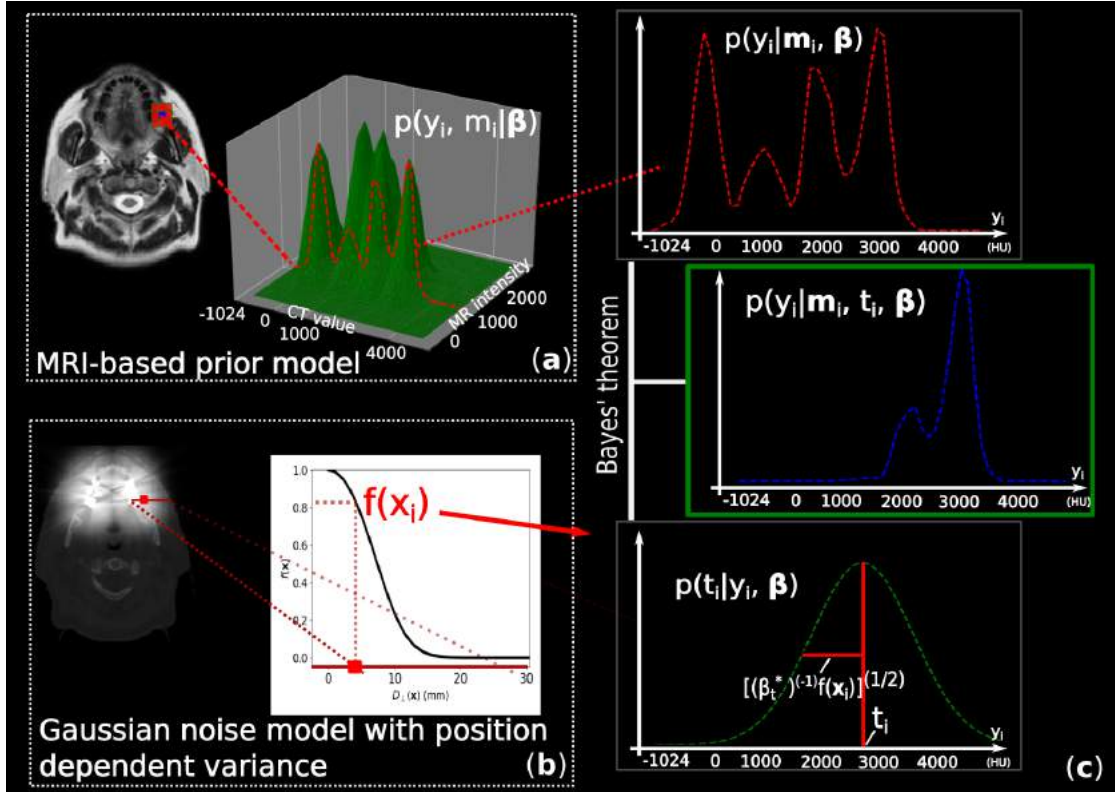 p(yᵢ, mᵢ|β)
-1024
0
1000
4000
CT value
0
1000
2000
MR intensity
MRI-based prior model
(a)
p(yᵢ|mᵢ, β)
yᵢ
-1024 0 1000 2000 3000 4000 (HU)
Bayes' theorem
p(yᵢ|mᵢ, tᵢ, β)
yᵢ
-1024 0 1000 2000 3000 4000 (HU)
1.0
0.8
0.6
0.4
0.2
0.0
f(x)
f(xᵢ)
0 10 20 30
D⊥(x) (mm)
Gaussian noise model with position
dependent variance
(b)
p(tᵢ|yᵢ, β)
[(βₜ*)⁽⁻¹⁾f(xᵢ)]⁽¹/²⁾
tᵢ
yᵢ
-1024 0 1000 2000 3000 4000 (HU)
(c)